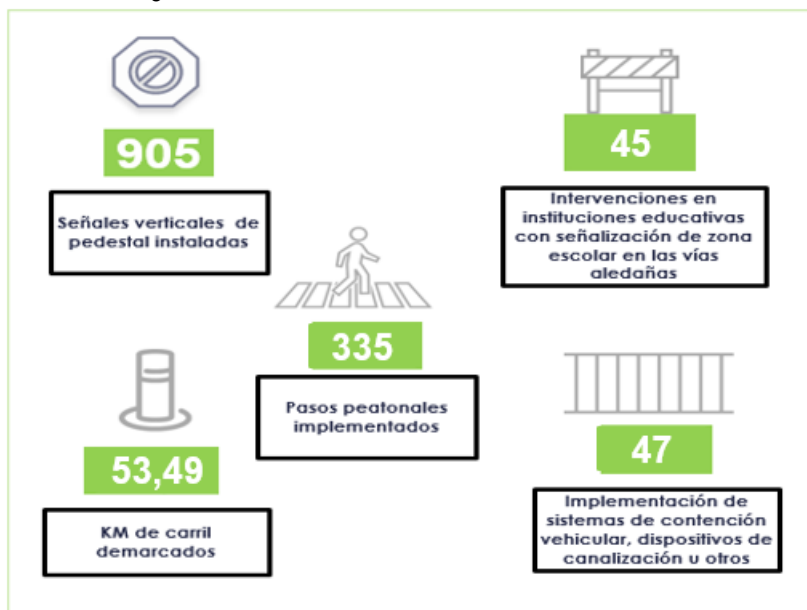 905
Señales verticales de
pedestal instaladas
45
Intervenciones en
instituciones educativas
con señalización de zona
escolar en las vías
aledañas
335
Pasos peatonales
implementados
53,49
KM de carril
demarcados
47
Implementación de
sistemas de contención
vehicular, dispositivos de
canalización u otros